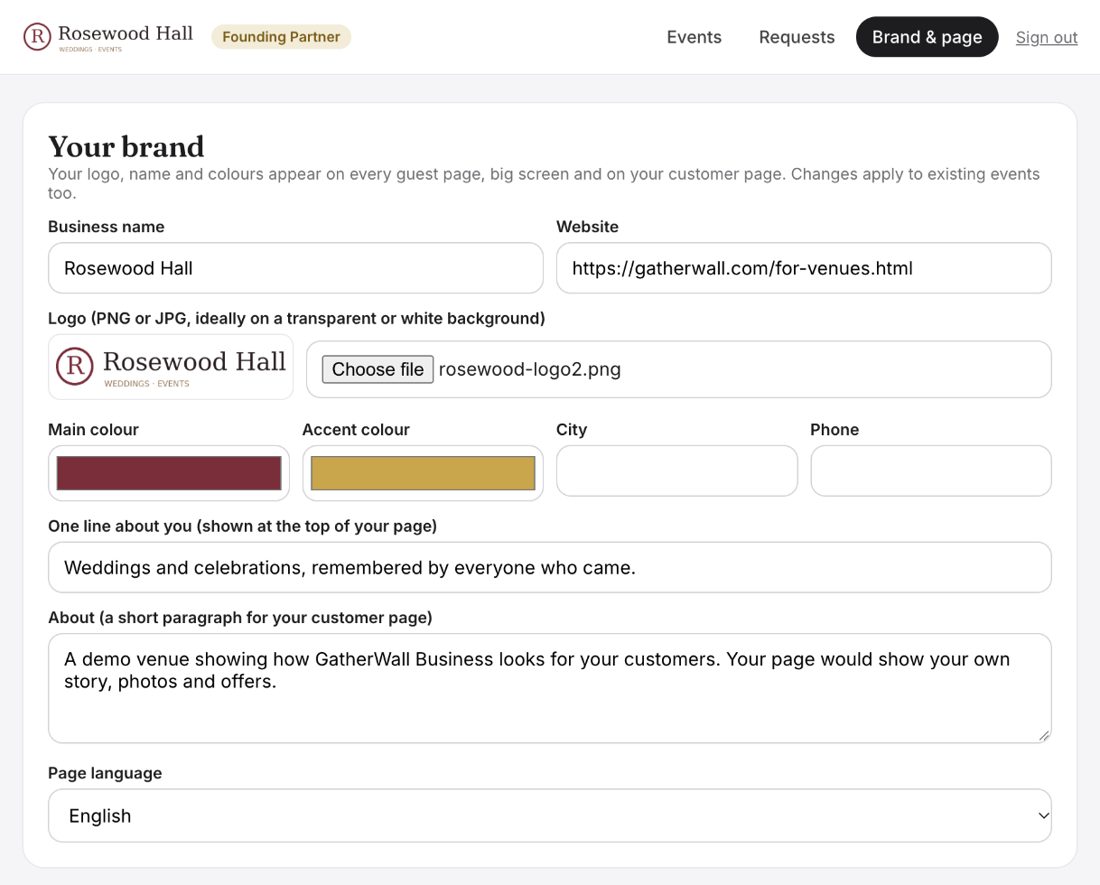 R Rosewood Hall
WEDDINGS · EVENTS
Founding Partner
Events
Requests
Brand & page
Sign out
Your brand
Your logo, name and colours appear on every guest page, big screen and on your customer page. Changes apply to existing events
too.
Business name
Website
Rosewood Hall
https://gatherwall.com/for-venues.html
Logo (PNG or JPG, ideally on a transparent or white background)
R Rosewood Hall
WEDDINGS · EVENTS
Choose file rosewood-logo2.png
Main colour
Accent colour
City
Phone
One line about you (shown at the top of your page)
Weddings and celebrations, remembered by everyone who came.
About (a short paragraph for your customer page)
A demo venue showing how GatherWall Business looks for your customers. Your page would show your own
story, photos and offers.
Page language
English